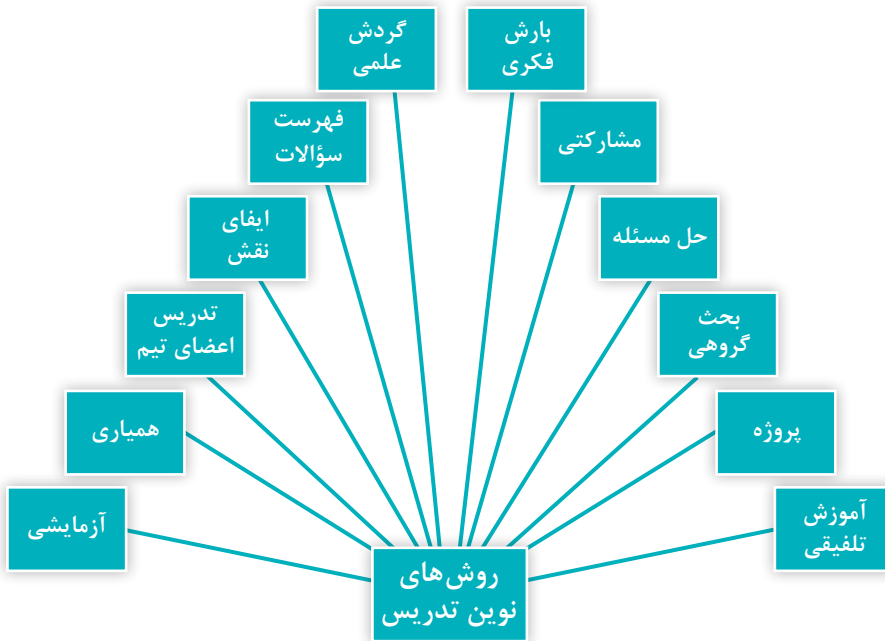 بارش
فکری
گردش
علمی
مشارکتی
فهرست
سؤالات
حل مسئله
ایفای
نقش
بحث
گروهی
تدریس
اعضای تیم
پروژه
همیاری
آموزش
تلفیقی
آزمایشی
روش‌های
نوین تدریس